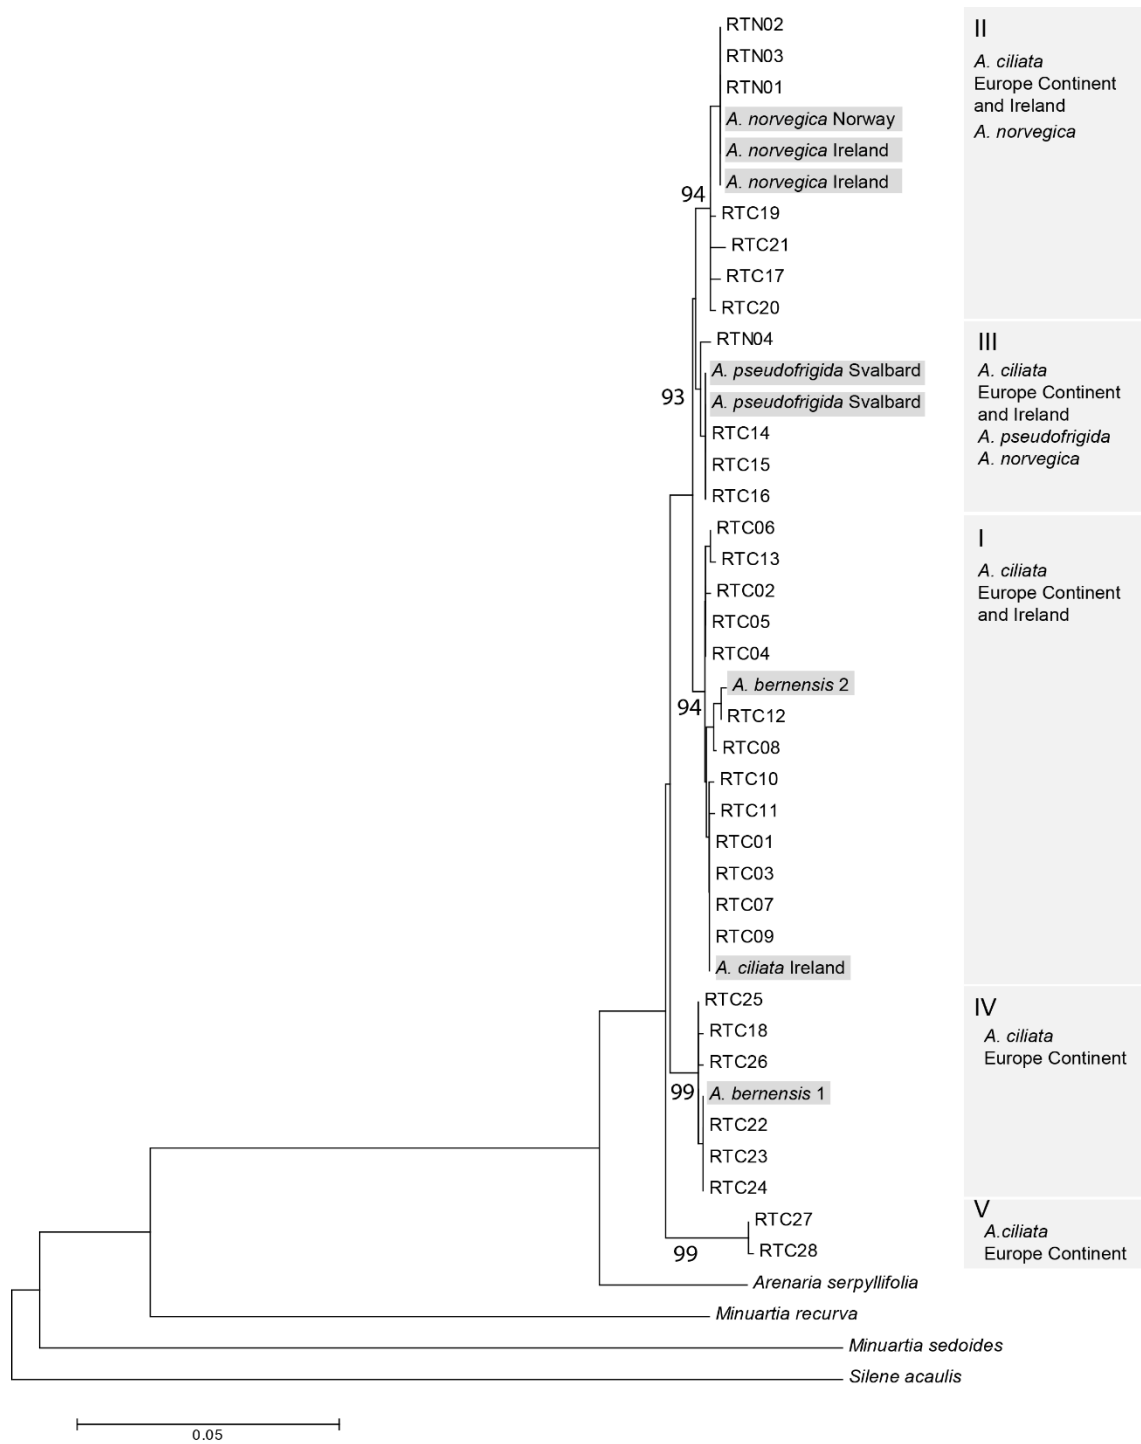 RTN02
RTN03
RTN01
A. norvegica Norway
A. norvegica Ireland
A. norvegica Ireland
94
RTC19
RTC21
RTC17
RTC20
II
A. ciliata
Europe Continent
and Ireland
A. norvegica
RTN04
A. pseudofrigida Svalbard
A. pseudofrigida Svalbard
93
RTC14
RTC15
RTC16
III
A. ciliata
Europe Continent
and Ireland
A. pseudofrigida
A. norvegica
RTC06
RTC13
RTC02
RTC05
RTC04
A. bernensis 2
94
RTC12
RTC08
RTC10
RTC11
RTC01
RTC03
RTC07
RTC09
A. ciliata Ireland
I
A. ciliata
Europe Continent
and Ireland
RTC25
RTC18
RTC26
99
A. bernensis 1
RTC22
RTC23
RTC24
IV
A. ciliata
Europe Continent
RTC27
99
RTC28
V
A.ciliata
Europe Continent
Arenaria serpyllifolia
Minuartia recurva
Minuartia sedoides
Silene acaulis
0.05